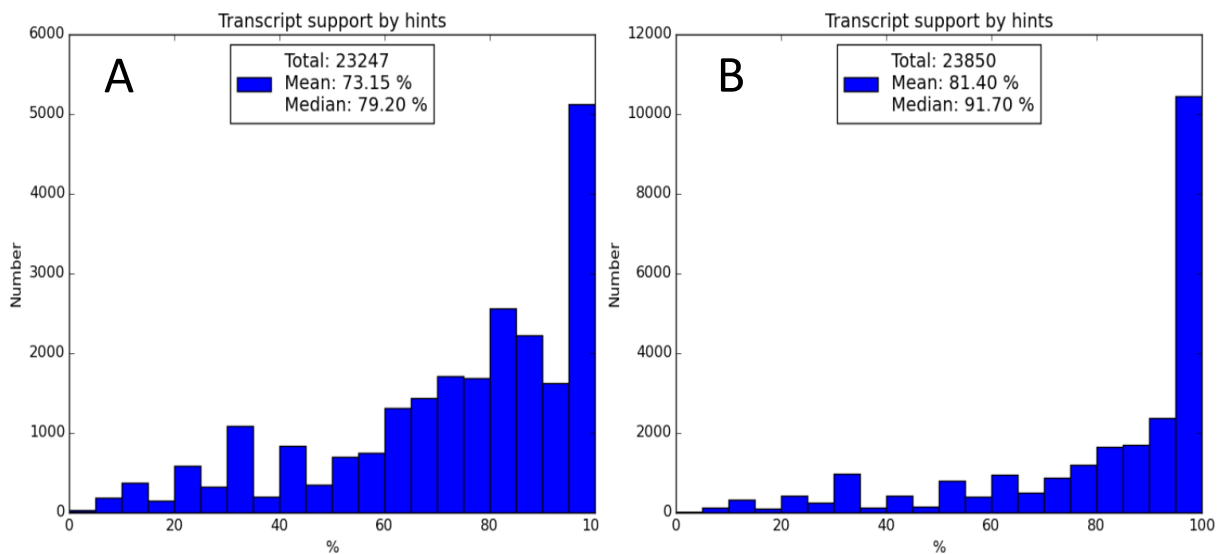 Transcript support by hints
A
Total: 23247
Mean: 73.15 %
Median: 79.20 %
6000
5000
4000
3000
2000
1000
0
Number
0 20 40 60 80 10
%
Transcript support by hints
B
Total: 23850
Mean: 81.40 %
Median: 91.70 %
12000
10000
8000
6000
4000
2000
0
Number
0 20 40 60 80 100
%